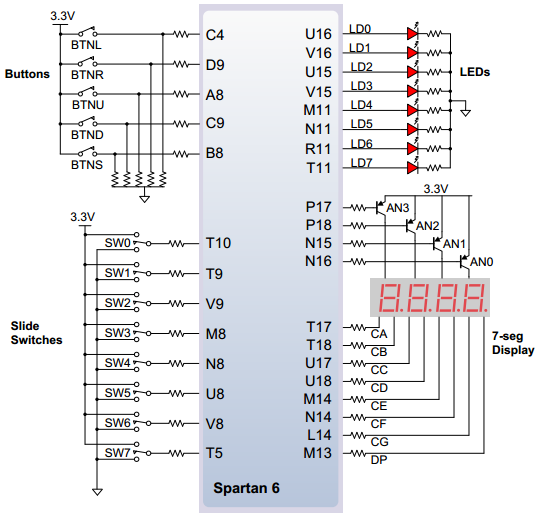 3.3V
BTNL
BTNR
BTNU
BTND
BTNS
Buttons
C4
D9
A8
C9
B8
U16 LD0
V16 LD1
U15 LD2
V15 LD3
M11 LD4
N11 LD5
R11 LD6
T11 LD7
LEDs
3.3V
P17 AN3
P18 AN2
N15 AN1
N16 AN0
8.8.8.8.
7-seg
Display
3.3V
SW0 T10
SW1 T9
SW2 V9
SW3 M8
SW4 N8
SW5 U8
SW6 V8
SW7 T5
Slide
Switches
T17 CA
T18 CB
U17 CC
U18 CD
M14 CE
N14 CF
L14 CG
M13 DP
Spartan 6